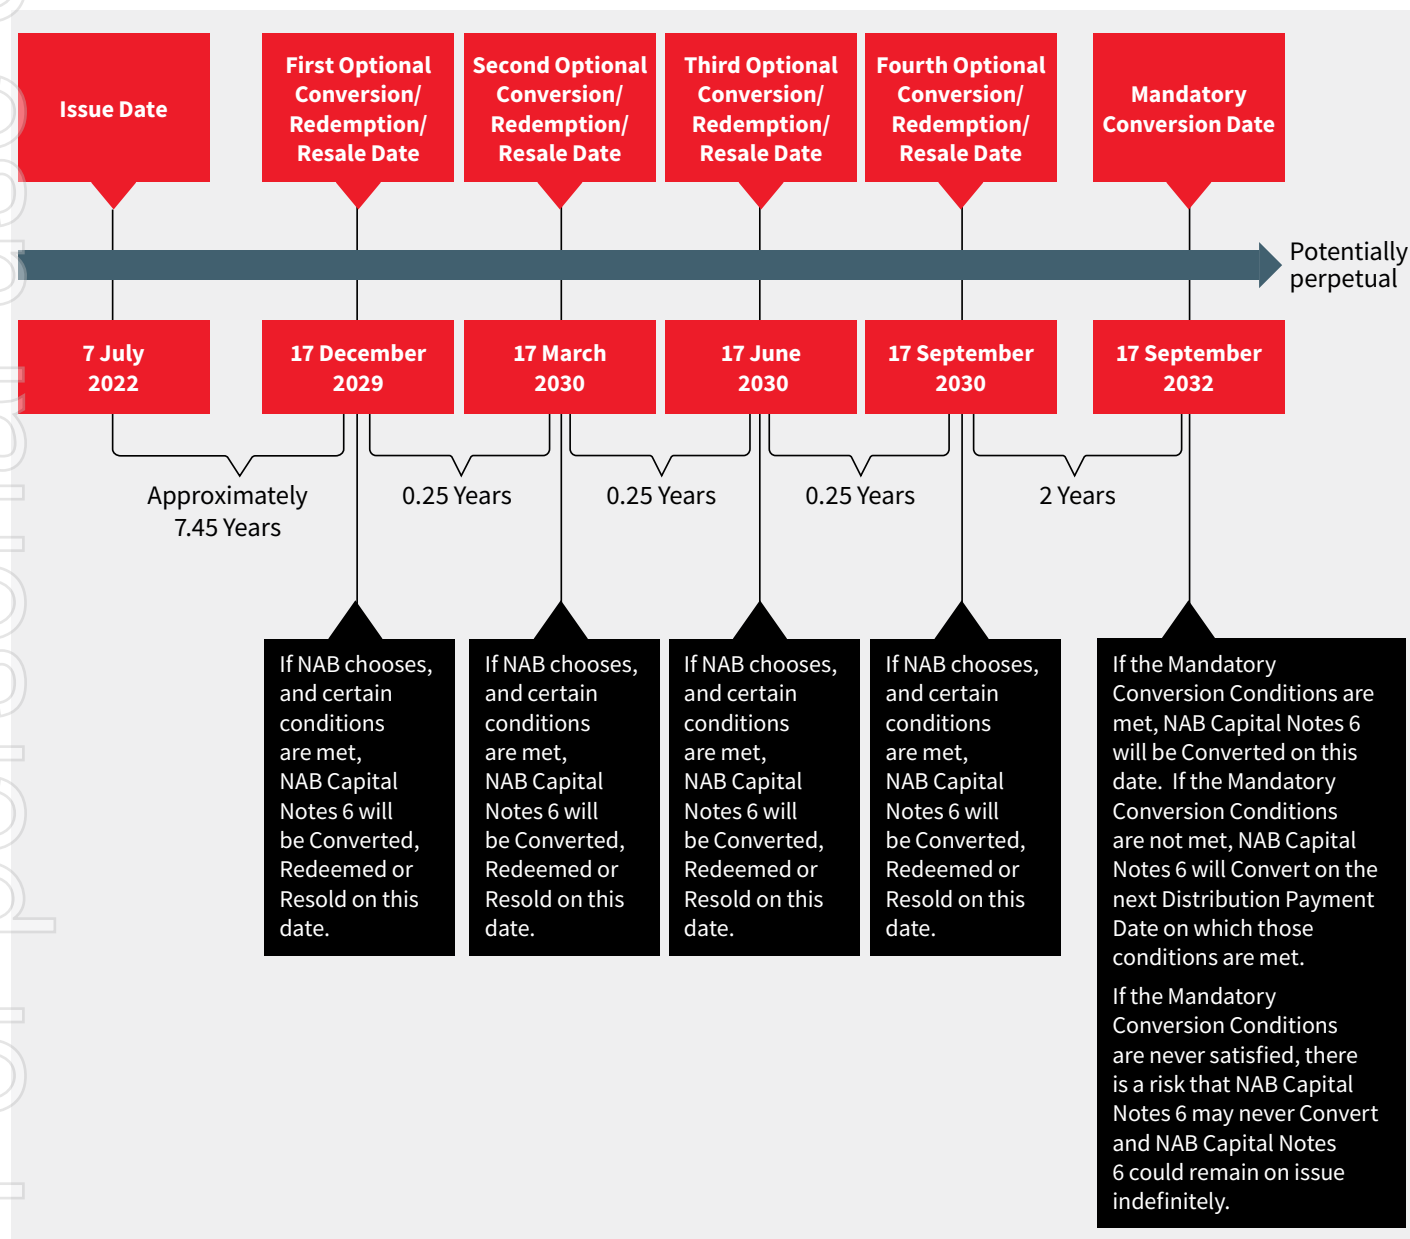 Issue Date
First Optional
Conversion/
Redemption/
Resale Date
Second Optional
Conversion/
Redemption/
Resale Date
Third Optional
Conversion/
Redemption/
Resale Date
Fourth Optional
Conversion/
Redemption/
Resale Date
Mandatory
Conversion Date
Potentially
perpetual
7 July
2022
17 December
2029
17 March
2030
17 June
2030
17 September
2030
17 September
2032
Approximately
7.45 Years
0.25 Years
0.25 Years
0.25 Years
2 Years
If NAB chooses,
and certain
conditions
are met,
NAB Capital
Notes 6 will
be Converted,
Redeemed or
Resold on this
date.
If NAB chooses,
and certain
conditions
are met,
NAB Capital
Notes 6 will
be Converted,
Redeemed or
Resold on this
date.
If NAB chooses,
and certain
conditions
are met,
NAB Capital
Notes 6 will
be Converted,
Redeemed or
Resold on this
date.
If NAB chooses,
and certain
conditions
are met,
NAB Capital
Notes 6 will
be Converted,
Redeemed or
Resold on this
date.
If the Mandatory
Conversion Conditions are
met, NAB Capital Notes 6
will be Converted on this
date. If the Mandatory
Conversion Conditions
are not met, NAB Capital
Notes 6 will Convert on the
next Distribution Payment
Date on which those
conditions are met.
If the Mandatory
Conversion Conditions
are never satisfied, there
is a risk that NAB Capital
Notes 6 may never Convert
and NAB Capital Notes
6 could remain on issue
indefinitely.